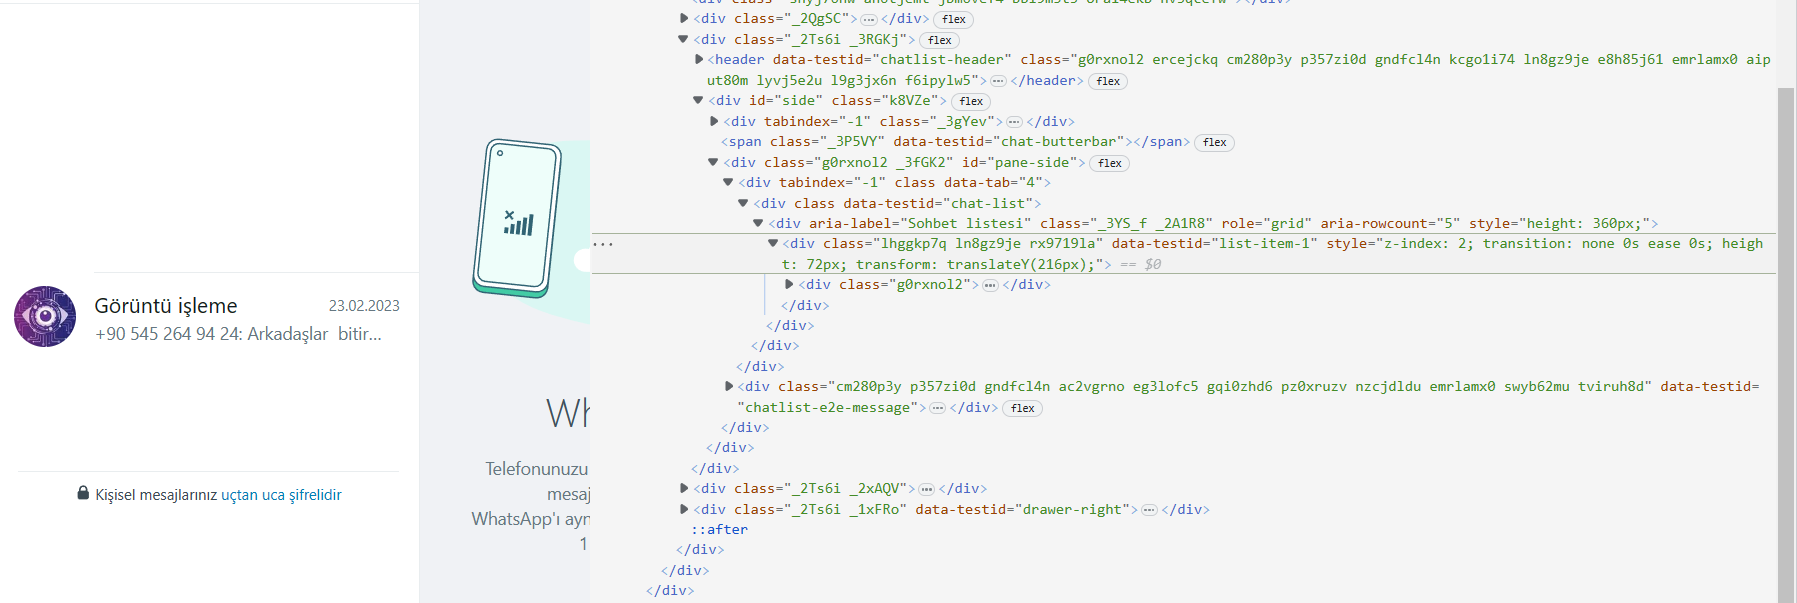 Görüntü işleme
23.02.2023
+90 545 264 94 24: Arkadaşlar bitir...
Kişisel mesajlarınız uçtan uca şifrelidir
Wh
Telefonunuzu
mesaj
WhatsApp'ı ayn
1
<div class="_2QgSC">⋯</div> flex
<div class="_2Ts6i _3RGKj"> flex
<header data-testid="chatlist-header" class="g0rxnol2 ercejckq cm280p3y p357zi0d gndfcl4n kcgo1i74 ln8gz9je e8h85j61 emrlamx0 aip
ut80m lyvj5e2u l9g3jx6n f6ipylw5">⋯</header> flex
<div id="side" class="k8VZe"> flex
<div tabindex="-1" class="_3gYev">⋯</div>
<span class="_3P5VY" data-testid="chat-butterbar"></span> flex
<div class="g0rxnol2 _3fGK2" id="pane-side"> flex
<div tabindex="-1" class data-tab="4">
<div class data-testid="chat-list">
<div aria-label="Sohbet listesi" class="_3YS_f _2A1R8" role="grid" aria-rowcount="5" style="height: 360px;">
<div class="lhggkp7q ln8gz9je rx9719la" data-testid="list-item-1" style="z-index: 2; transition: none 0s ease 0s; heigh
t: 72px; transform: translateY(216px);"> == $0
<div class="g0rxnol2">⋯</div>
</div>
</div>
</div>
</div>
<div class="cm280p3y p357zi0d gndfcl4n ac2vgrno eg3lofc5 gqi0zhd6 pz0xruzv nzcjdldu emrlamx0 swyb62mu tviruh8d" data-testid=
"chatlist-e2e-message">⋯</div> flex
</div>
</div>
</div>
<div class="_2Ts6i _2xAQV">⋯</div>
<div class="_2Ts6i _1xFRo" data-testid="drawer-right">⋯</div>
::after
</div>
</div>
</div>